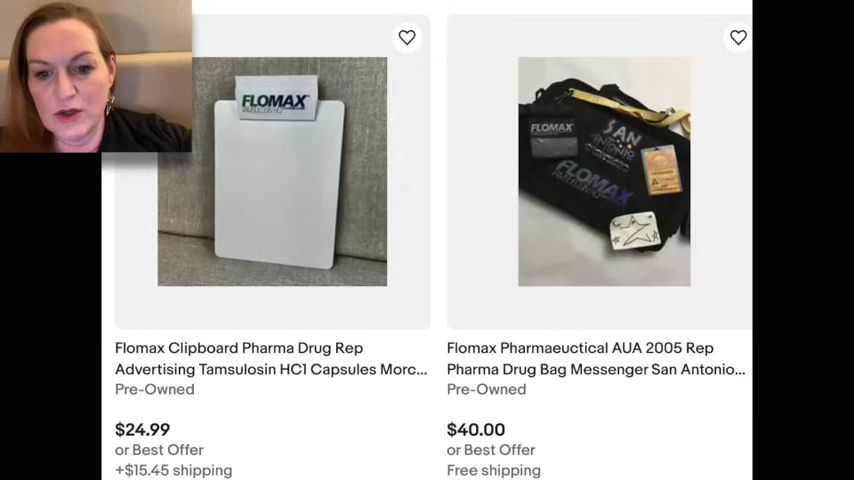 FLOMAX
FLOMAX
SAN
ANTONIO
FLOMAX
Flomax Clipboard Pharma Drug Rep
Advertising Tamsulosin HCI Capsules Morc...
Pre-Owned
$24.99
or Best Offer
+$15.45 shipping
Flomax Pharmaeuctical AUA 2005 Rep
Pharma Drug Bag Messenger San Antonio...
Pre-Owned
$40.00
or Best Offer
Free shipping